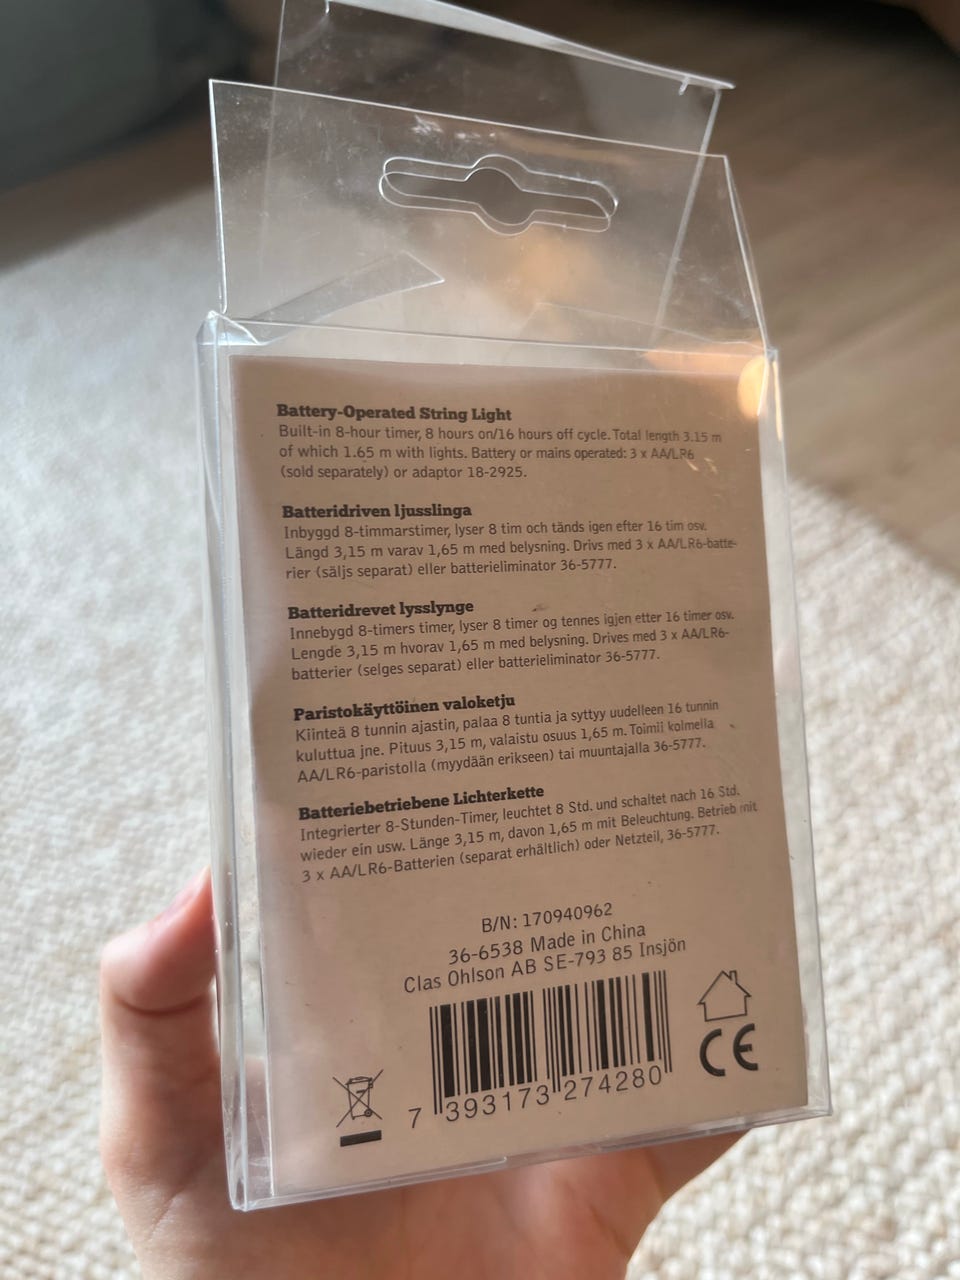 Battery-Operated String Light
Built-in 8-hour timer, 8 hours on/16 hours off cycle. Total length 3.15 m
of which 1.65 m with lights. Battery or mains operated: 3 x AA/LR6
(sold separately) or adaptor 18-2925.
Batteridriven ljusslinga
Inbyggd 8-timmarstimer, lyser 8 tim och tänds igen efter 16 tim osv.
Längd 3,15 m varav 1,65 m med belysning. Drivs med 3 x AA/LR6-batte-
rier (säljs separat) eller batterieliminator 36-5777.
Batteridrevet lysslynge
Innebygd 8-timers timer, lyser 8 timer og tennes igjen etter 16 timer osv.
Lengde 3,15 m hvorav 1,65 m med belysning. Drives med 3 x AA/LR6-
batterier (selges separat) eller batterieliminator 36-5777.
Paristokäyttöinen valoketju
Kiinteä 8 tunnin ajastin, palaa 8 tuntia ja syttyy uudelleen 16 tunnin
kuluttua jne. Pituus 3,15 m, valaistu osuus 1,65 m. Toimii kolmella
AA/LR6-paristolla (myydään erikseen) tai muuntajalla 36-5777.
Batteriebetriebene Lichterkette
Integrierter 8-Stunden-Timer, leuchtet 8 Std. und schaltet nach 16 Std.
wieder ein usw. Länge 3,15 m, davon 1,65 m mit Beleuchtung. Betrieb mit
3 x AA/LR6-Batterien (separat erhältlich) oder Netzteil, 36-5777.
B/N: 170940962
36-6538 Made in China
Clas Ohlson AB SE-793 85 Insjön
CE
7 393173 274280